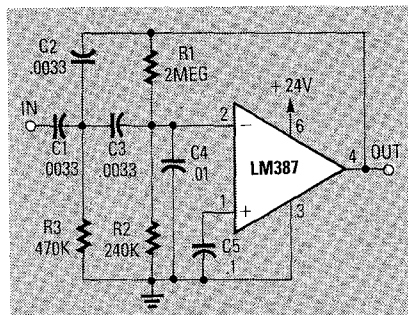 C2
.0033
R1
2MEG
+24V
IN
C1
.0033
C3
.0033
C4
.01
2
−
6
LM387
4
OUT
1
+
3
R3
470K
R2
240K
C5
.1